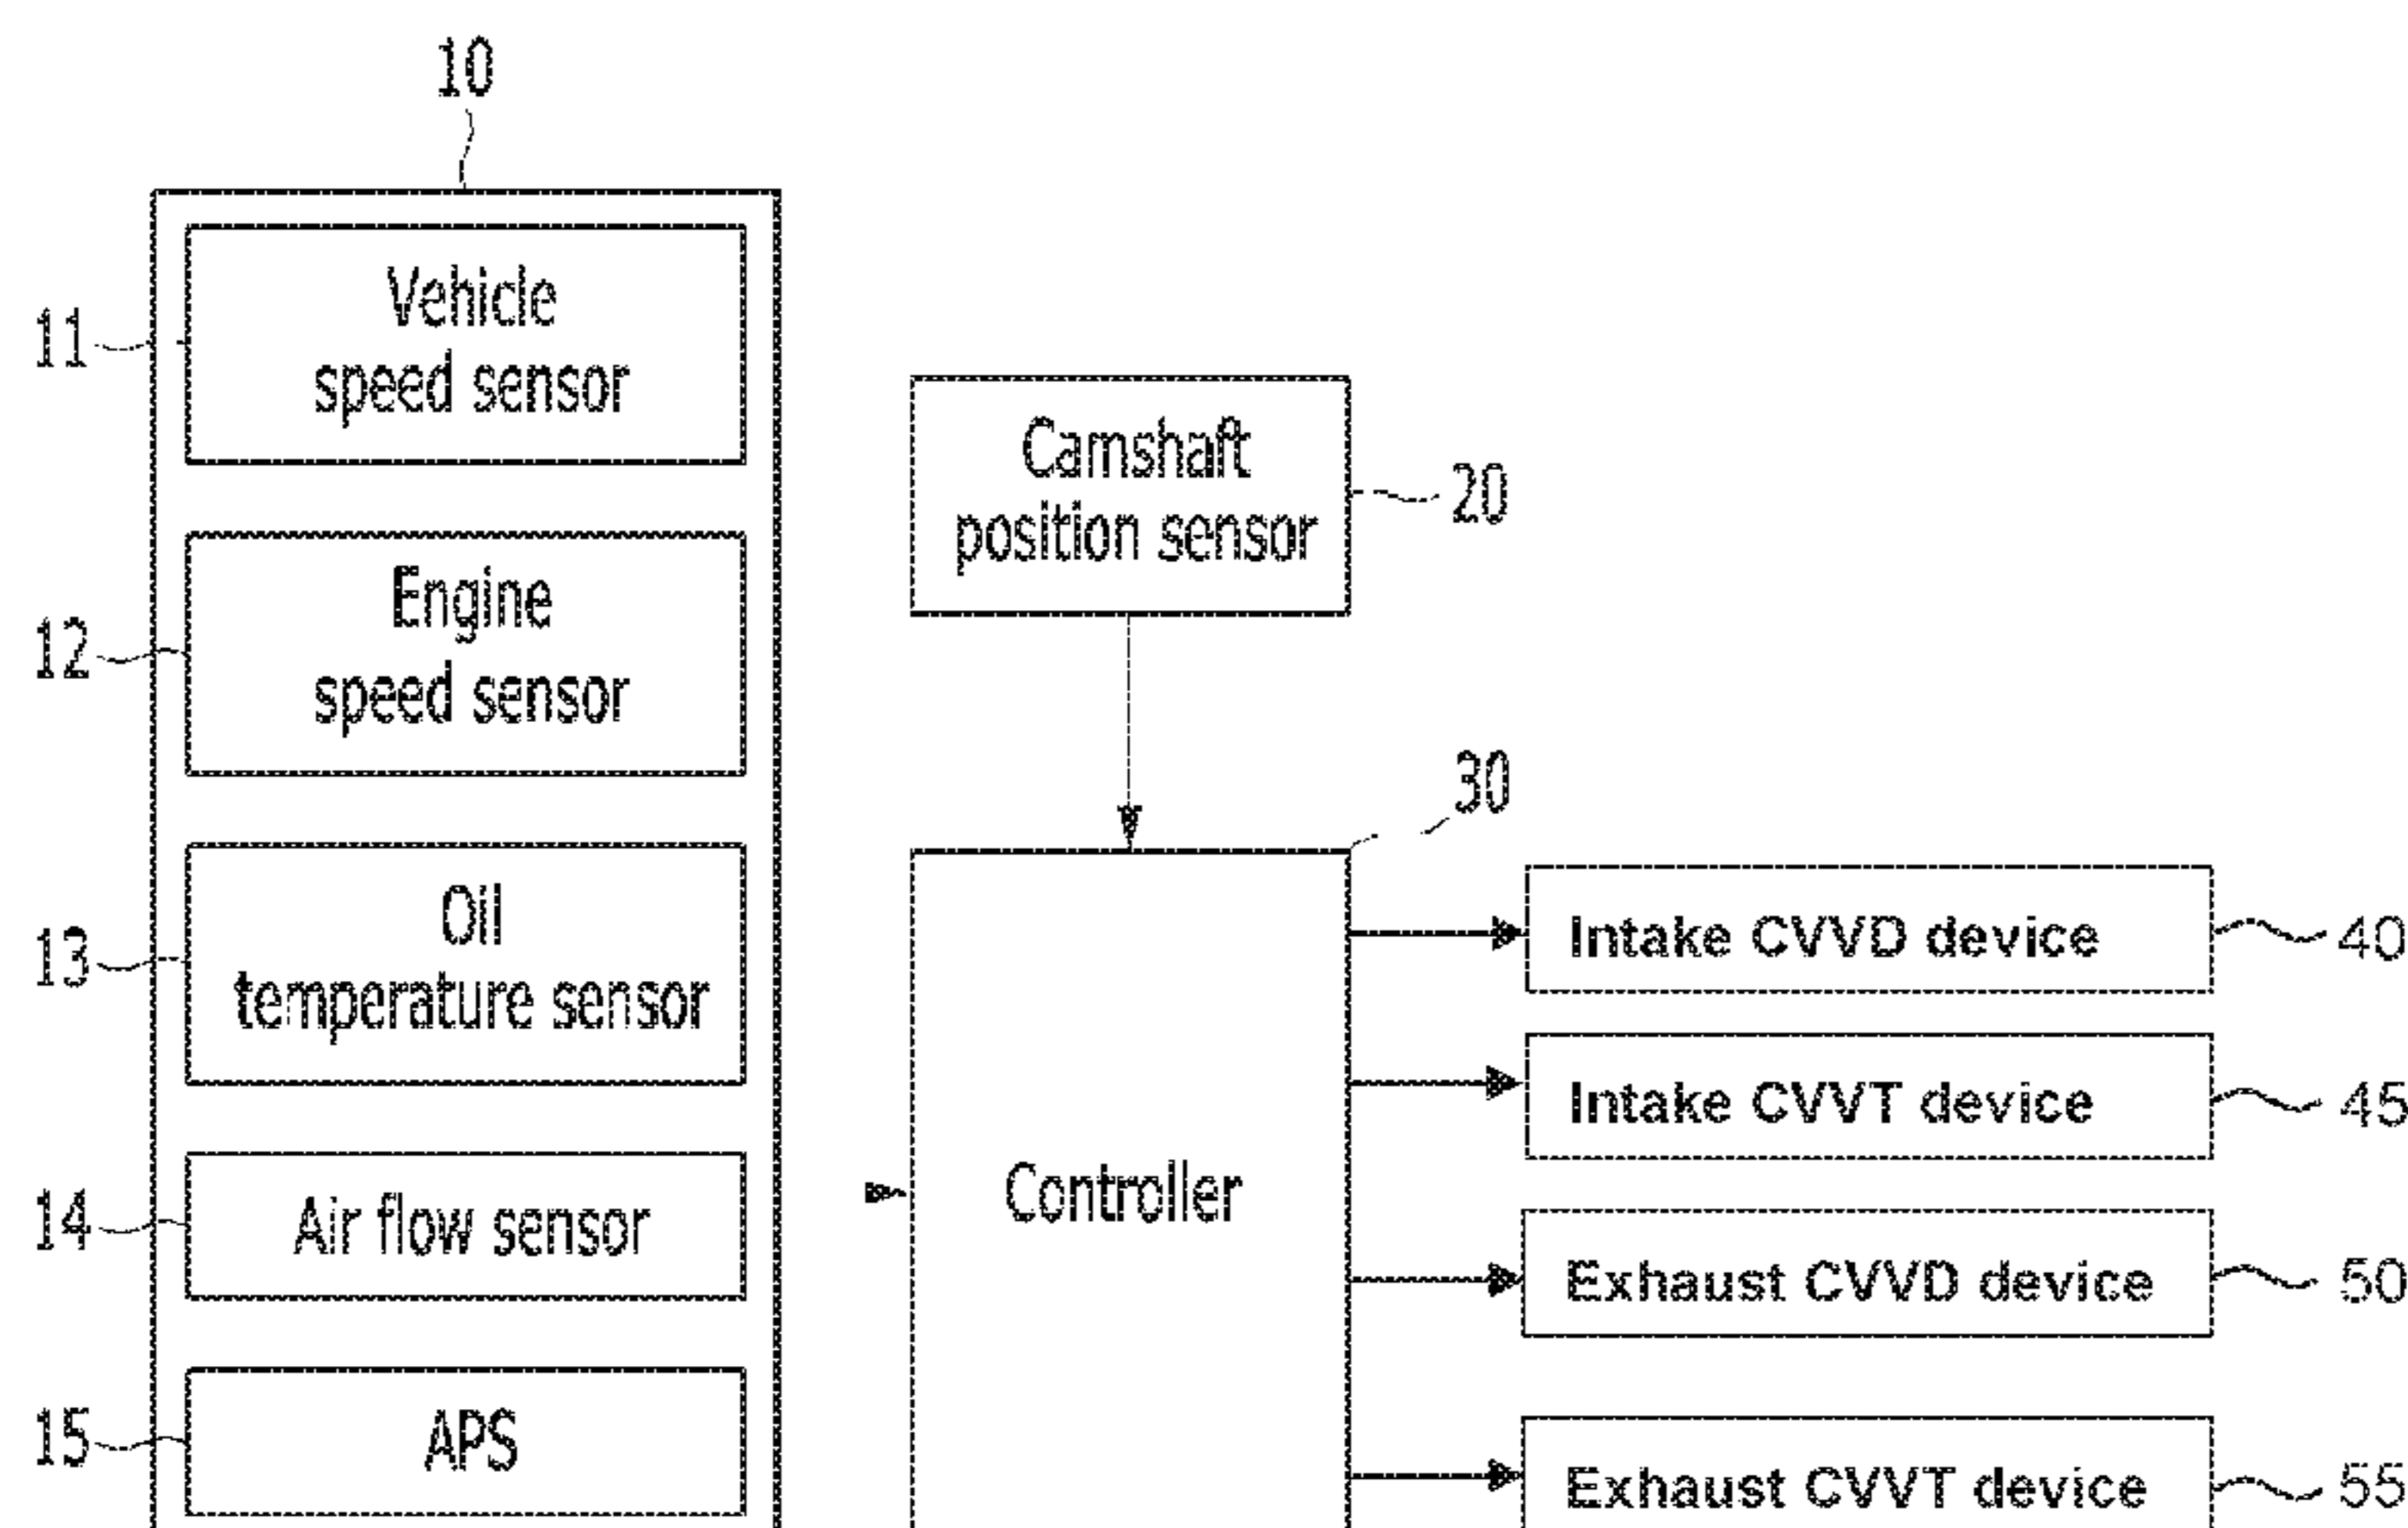 10
11
Vehicle
speed sensor
12
Engine
speed sensor
13
Oil
temperature sensor
14
Air flow sensor
15
APS
Camshaft
position sensor
20
30
Controller
Intake CVVD device
40
Intake CVVT device
45
Exhaust CVVD device
50
Exhaust CVVT device
55